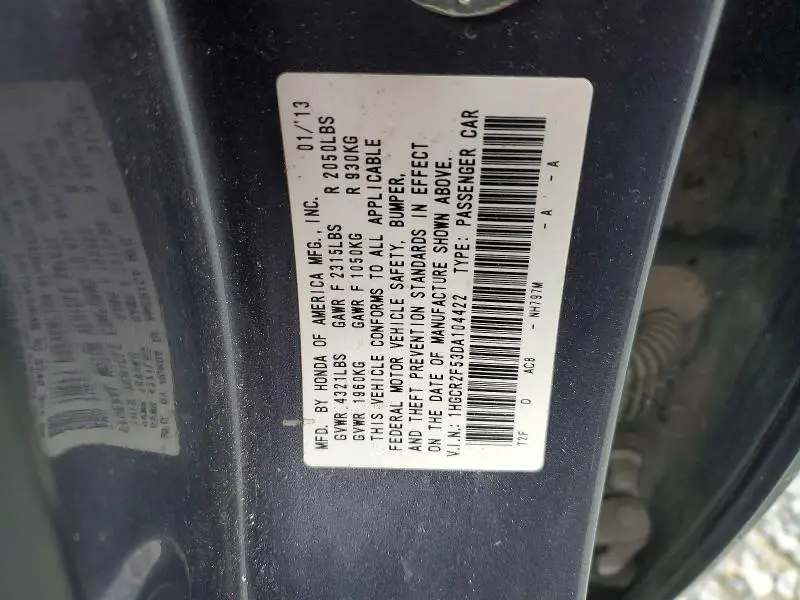 MFD. BY HONDA OF AMERICA MFG., INC. 01/'13
GVWR 4321LBS GAWR F 2315LBS R 2050LBS
GVWR 1960KG GAWR F 1050KG R 930KG
THIS VEHICLE CONFORMS TO ALL APPLICABLE
FEDERAL MOTOR VEHICLE SAFETY, BUMPER,
AND THEFT PREVENTION STANDARDS IN EFFECT
ON THE DATE OF MANUFACTURE SHOWN ABOVE.
V.I.N.: 1HGCR2F53DA104422 TYPE: PASSENGER CAR
T2F 0 AC8 - NH797M - A - A